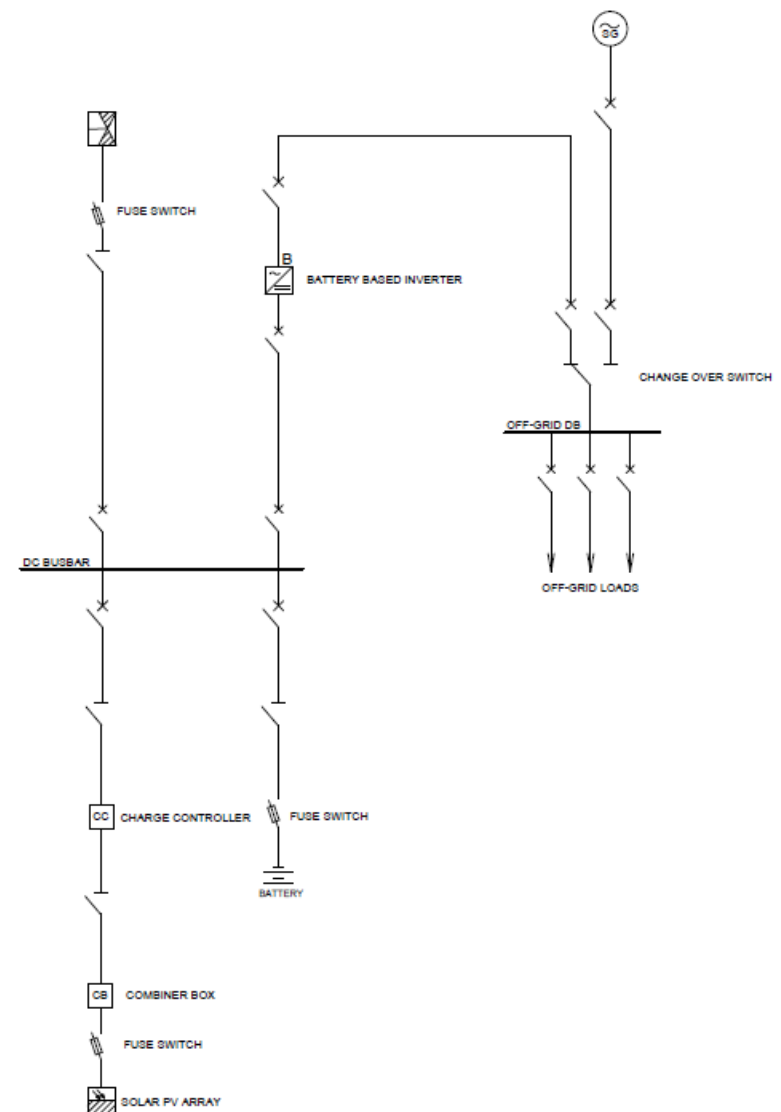 SG
FUSE SWITCH
B
BATTERY BASED INVERTER
CHANGE OVER SWITCH
OFF-GRID DB
DC BUSBAR
OFF-GRID LOADS
CC
CHARGE CONTROLLER
FUSE SWITCH
BATTERY
CB
COMBINER BOX
FUSE SWITCH
SOLAR PV ARRAY